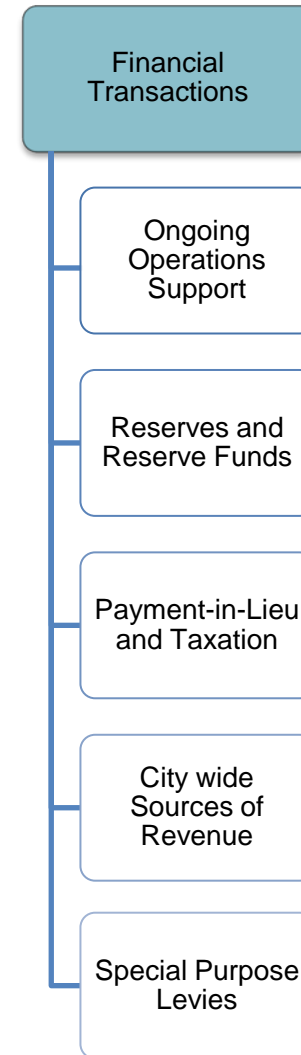 Financial
Transactions
Ongoing
Operations
Support
Reserves and
Reserve Funds
Payment-in-Lieu
and Taxation
City wide
Sources of
Revenue
Special Purpose
Levies